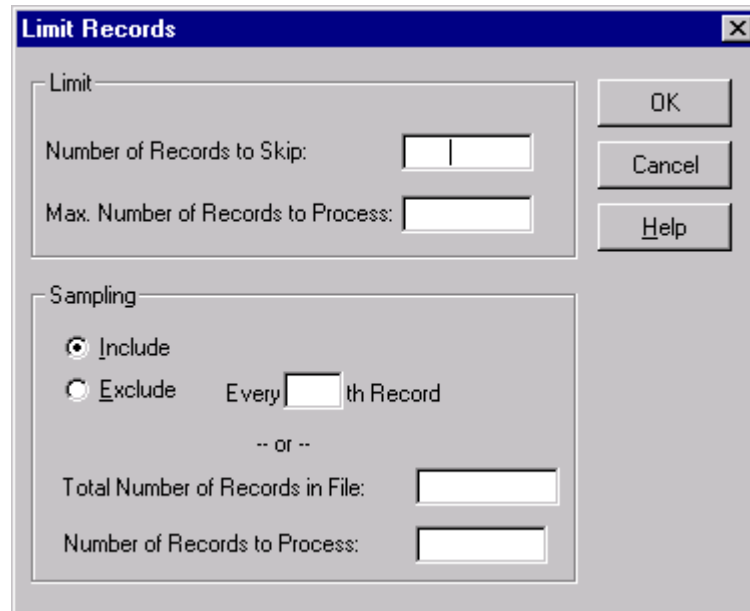 Limit Records
Limit
Number of Records to Skip:
Max. Number of Records to Process:
OK
Cancel
Help
Sampling
Include
Exclude Every th Record
-- or --
Total Number of Records in File:
Number of Records to Process: